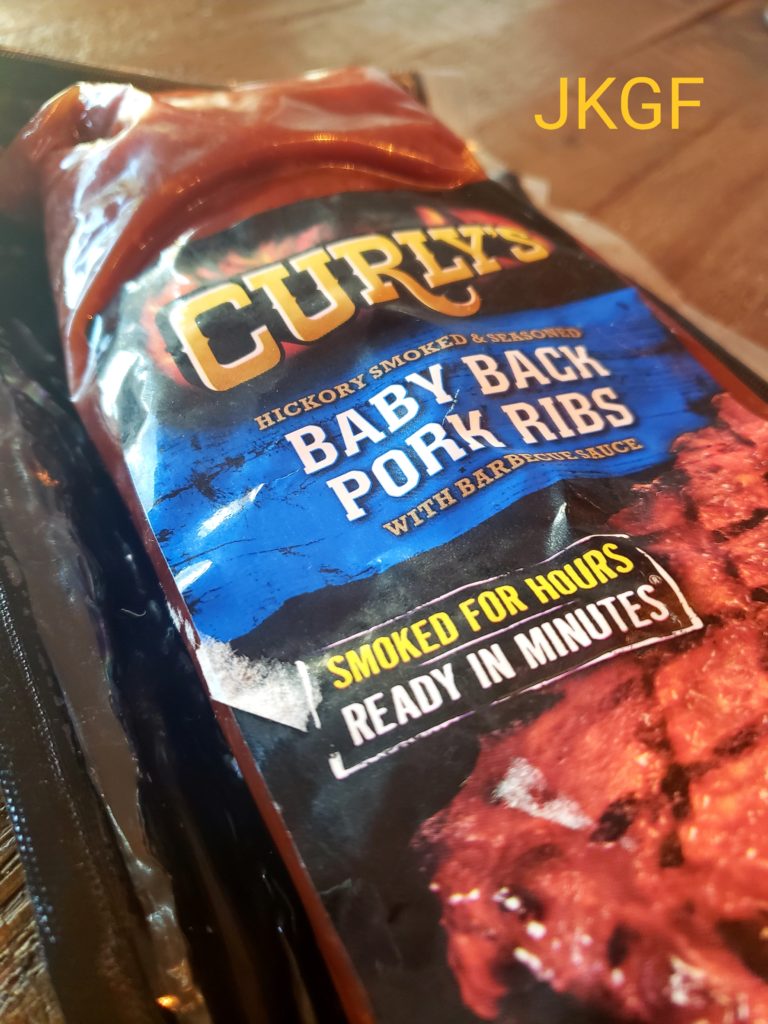 JKGF
CURLY'S
HICKORY SMOKED & SEASONED
BABY BACK
PORK RIBS
WITH BARBECUE SAUCE
SMOKED FOR HOURS
READY IN MINUTES®